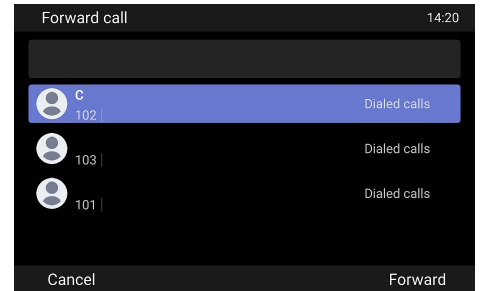 Forward call 14:20
C
102 Dialed calls
103 Dialed calls
101 Dialed calls
Cancel Forward